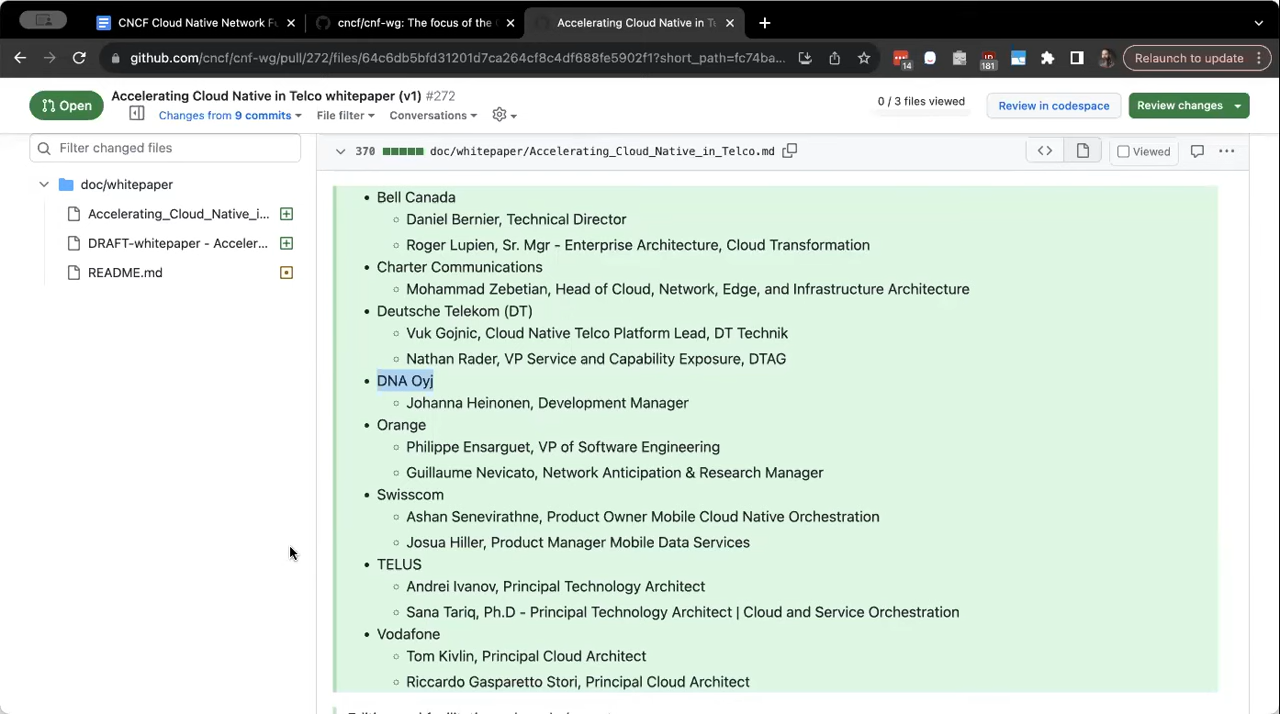 CNCF Cloud Native Network Fu
cncf/cnf-wg: The focus of the C
Accelerating Cloud Native in Te
github.com/cncf/cnf-wg/pull/272/files/64c6db5bfd31201d7ca264cf8c4df688fe5902f1?short_path=fc74ba...
14
181
Relaunch to update
Open
Accelerating Cloud Native in Telco whitepaper (v1) #272
Changes from 9 commits
File filter
Conversations
0 / 3 files viewed
Review in codespace
Review changes
Filter changed files
370 doc/whitepaper/Accelerating_Cloud_Native_in_Telco.md
Viewed
doc/whitepaper
Accelerating_Cloud_Native_i...
DRAFT-whitepaper - Acceler...
README.md
Bell Canada
Daniel Bernier, Technical Director
Roger Lupien, Sr. Mgr - Enterprise Architecture, Cloud Transformation
Charter Communications
Mohammad Zebetian, Head of Cloud, Network, Edge, and Infrastructure Architecture
Deutsche Telekom (DT)
Vuk Gojnic, Cloud Native Telco Platform Lead, DT Technik
Nathan Rader, VP Service and Capability Exposure, DTAG
DNA Oyj
Johanna Heinonen, Development Manager
Orange
Philippe Ensarguet, VP of Software Engineering
Guillaume Nevicato, Network Anticipation & Research Manager
Swisscom
Ashan Senevirathne, Product Owner Mobile Cloud Native Orchestration
Josua Hiller, Product Manager Mobile Data Services
TELUS
Andrei Ivanov, Principal Technology Architect
Sana Tariq, Ph.D - Principal Technology Architect | Cloud and Service Orchestration
Vodafone
Tom Kivlin, Principal Cloud Architect
Riccardo Gasparetto Stori, Principal Cloud Architect